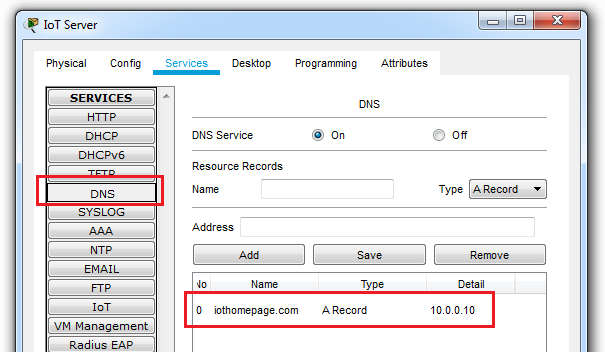 IoT Server
Physical Config Services Desktop Programming Attributes
SERVICES
HTTP
DHCP
DHCPv6
TFTP
DNS
SYSLOG
AAA
NTP
EMAIL
FTP
IoT
VM Management
Radius EAP
DNS
DNS Service On Off
Resource Records
Name Type A Record
Address
Add Save Remove
No Name Type Detail
0 iothomepage.com A Record 10.0.0.10